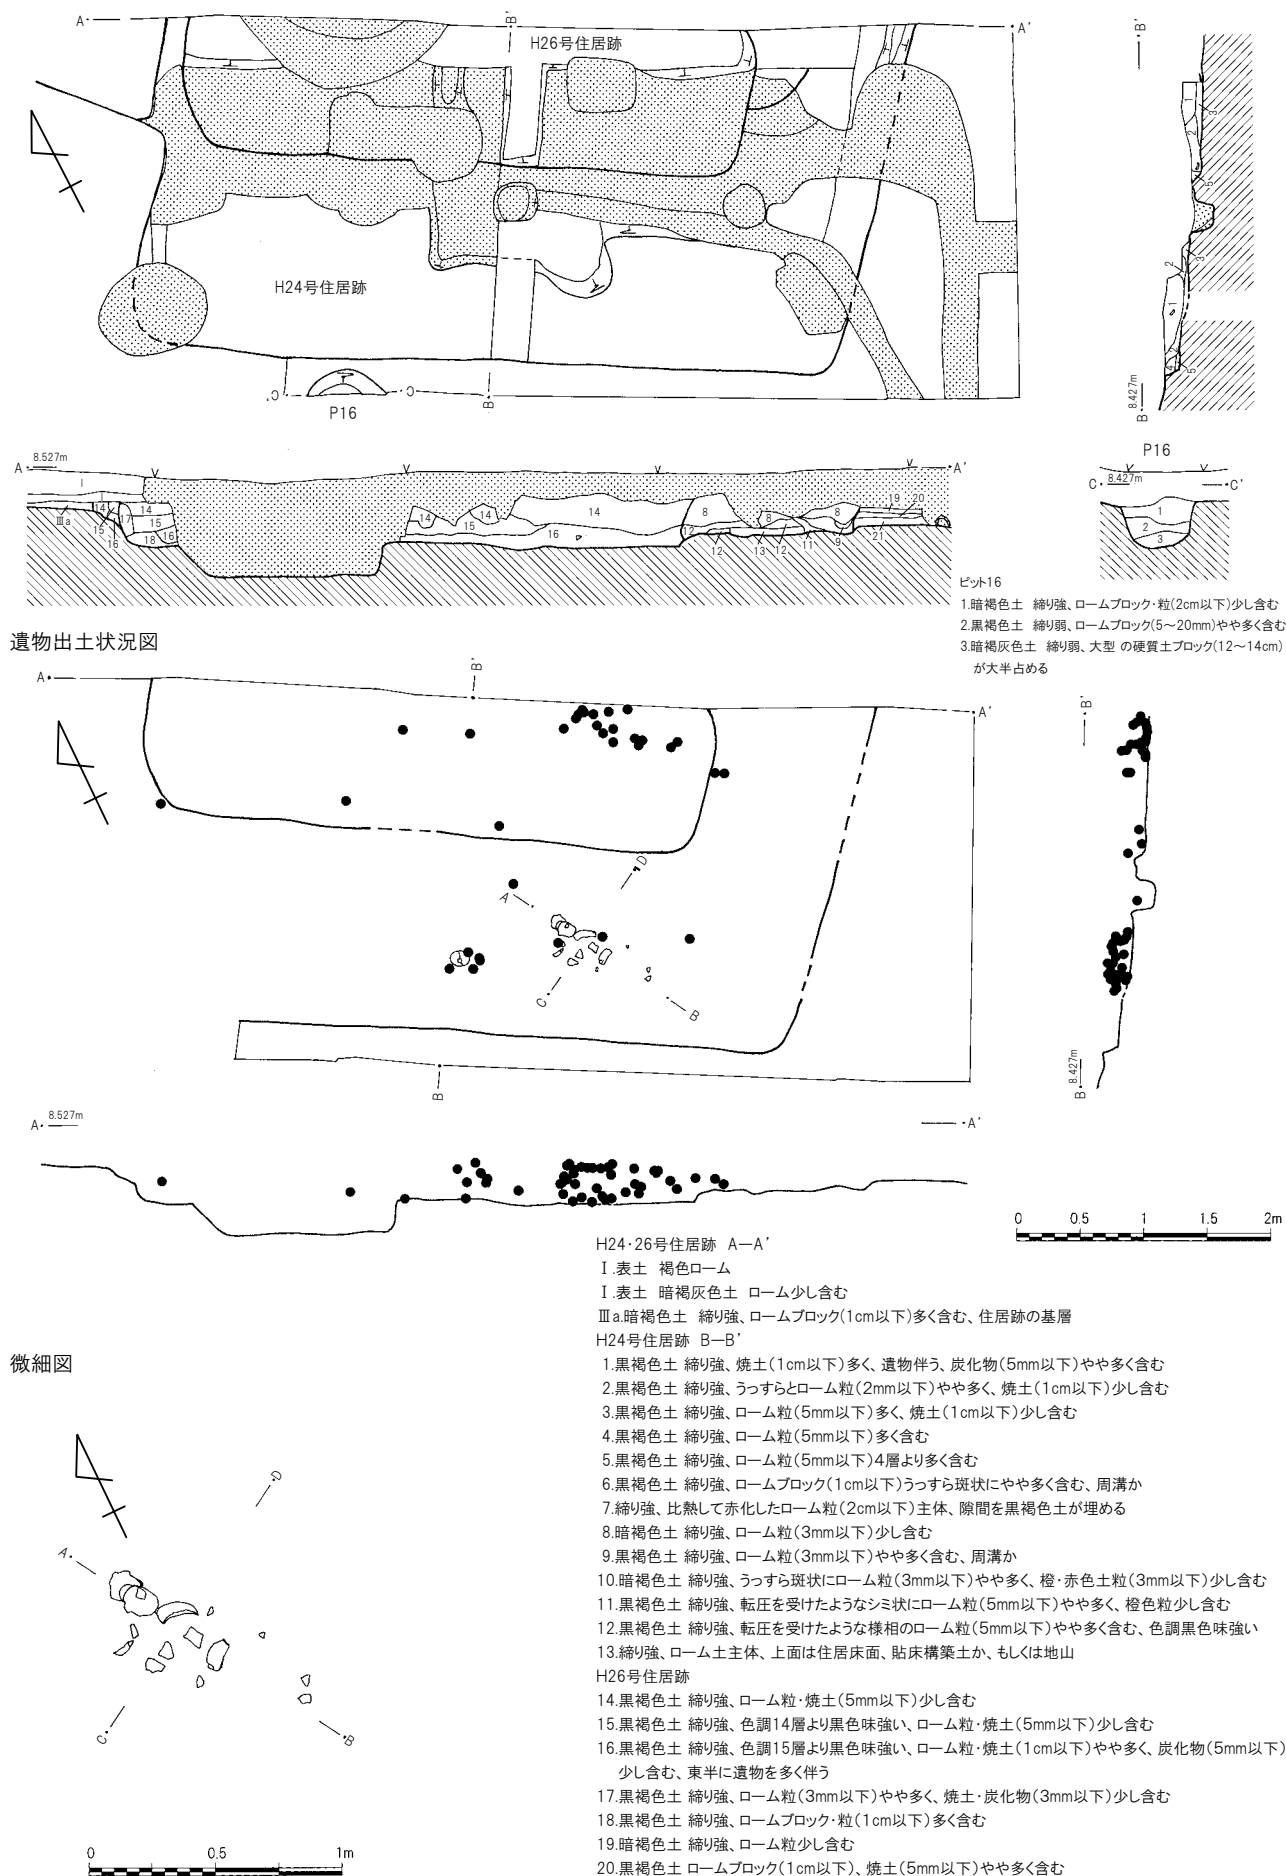 A
B'
A'
H26号住居跡
H24号住居跡
C'
C
P16
B
B'
1
2
3
5
2
3
1
4
5
8.427m
B
A 8.527m
A'
I
I
Ⅲa
14
15
16
17
14
15
18
16
14
15
14
14
16
8
12
12
8
13
12
8
11
9
19
20
21
P16
C 8.427m C'
1
2
3
ピット16
1.暗褐色土 締り強、ロームブロック・粒(2cm以下)少し含む
2.黒褐色土 締り弱、ロームブロック(5～20mm)やや多く含む
3.暗褐灰色土 締り弱、大型の硬質土ブロック(12～14cm)
が大半占める
遺物出土状況図
A
B'
A'
D
A
C
B
B
B'
8.427m
B
A 8.527m
A'
0 0.5 1 1.5 2m
H24・26号住居跡 A―A'
Ⅰ.表土 褐色ローム
Ⅰ.表土 暗褐灰色土 ローム少し含む
Ⅲa.暗褐色土 締り強、ロームブロック(1cm以下)多く含む、住居跡の基層
H24号住居跡 B―B'
1.黒褐色土 締り強、焼土(1cm以下)多く、遺物伴う、炭化物(5mm以下)やや多く含む
2.黒褐色土 締り強、うっすらとローム粒(2mm以下)やや多く、焼土(1cm以下)少し含む
3.黒褐色土 締り強、ローム粒(5mm以下)多く、焼土(1cm以下)少し含む
4.黒褐色土 締り強、ローム粒(5mm以下)多く含む
5.黒褐色土 締り強、ローム粒(5mm以下)4層より多く含む
6.黒褐色土 締り強、ロームブロック(1cm以下)うっすら斑状にやや多く含む、周溝か
7.締り強、比熱して赤化したローム粒(2cm以下)主体、隙間を黒褐色土が埋める
8.暗褐色土 締り強、ローム粒(3mm以下)少し含む
9.黒褐色土 締り強、ローム粒(3mm以下)やや多く含む、周溝か
10.暗褐色土 締り強、うっすら斑状にローム粒(3mm以下)やや多く、橙・赤色土粒(3mm以下)少し含む
11.黒褐色土 締り強、転圧を受けたようなシミ状にローム粒(5mm以下)やや多く、橙色粒少し含む
12.黒褐色土 締り強、転圧を受けたような様相のローム粒(5mm以下)やや多く含む、色調黒色味強い
13.締り強、ローム土主体、上面は住居床面、貼床構築土か、もしくは地山
H26号住居跡
14.黒褐色土 締り強、ローム粒・焼土(5mm以下)少し含む
15.黒褐色土 締り強、色調14層より黒色味強い、ローム粒・焼土(5mm以下)少し含む
16.黒褐色土 締り強、色調15層より黒色味強い、ローム粒・焼土(1cm以下)やや多く、炭化物(5mm以下)
少し含む、東半に遺物を多く伴う
17.黒褐色土 締り強、ローム粒(3mm以下)やや多く、焼土・炭化物(3mm以下)少し含む
18.黒褐色土 締り強、ロームブロック・粒(1cm以下)多く含む
19.暗褐色土 締り強、ローム粒少し含む
20.黒褐色土 ロームブロック(1cm以下)、焼土(5mm以下)やや多く含む
微細図
D
A
C
B
0 0.5 1m